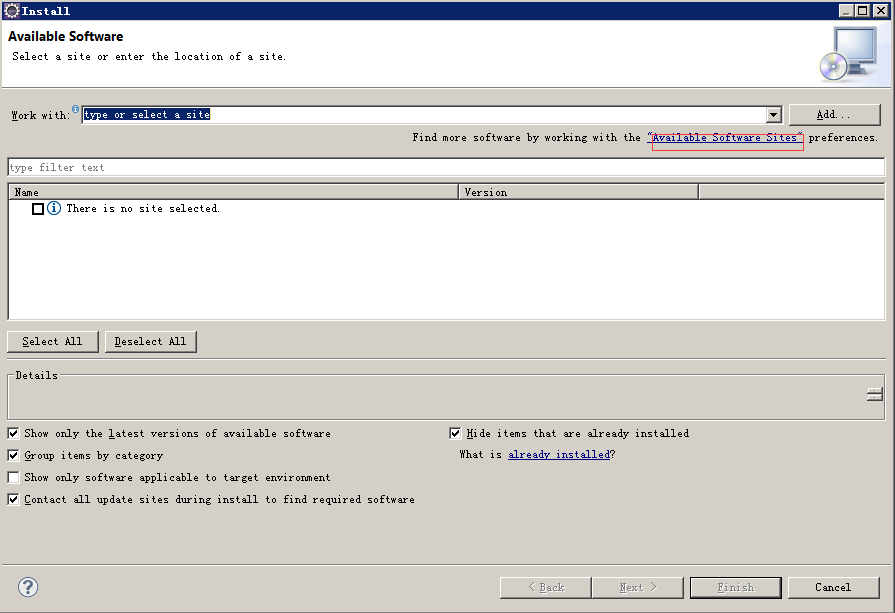 Install
Available Software
Select a site or enter the location of a site.
Work with:
type or select a site
Add...
Find more software by working with the "Available Software Sites" preferences.
type filter text
Name Version
There is no site selected.
Select All Deselect All
Details
Show only the latest versions of available software
Hide items that are already installed
Group items by category
What is already installed?
Show only software applicable to target environment
Contact all update sites during install to find required software
? < Back Next > Finish Cancel